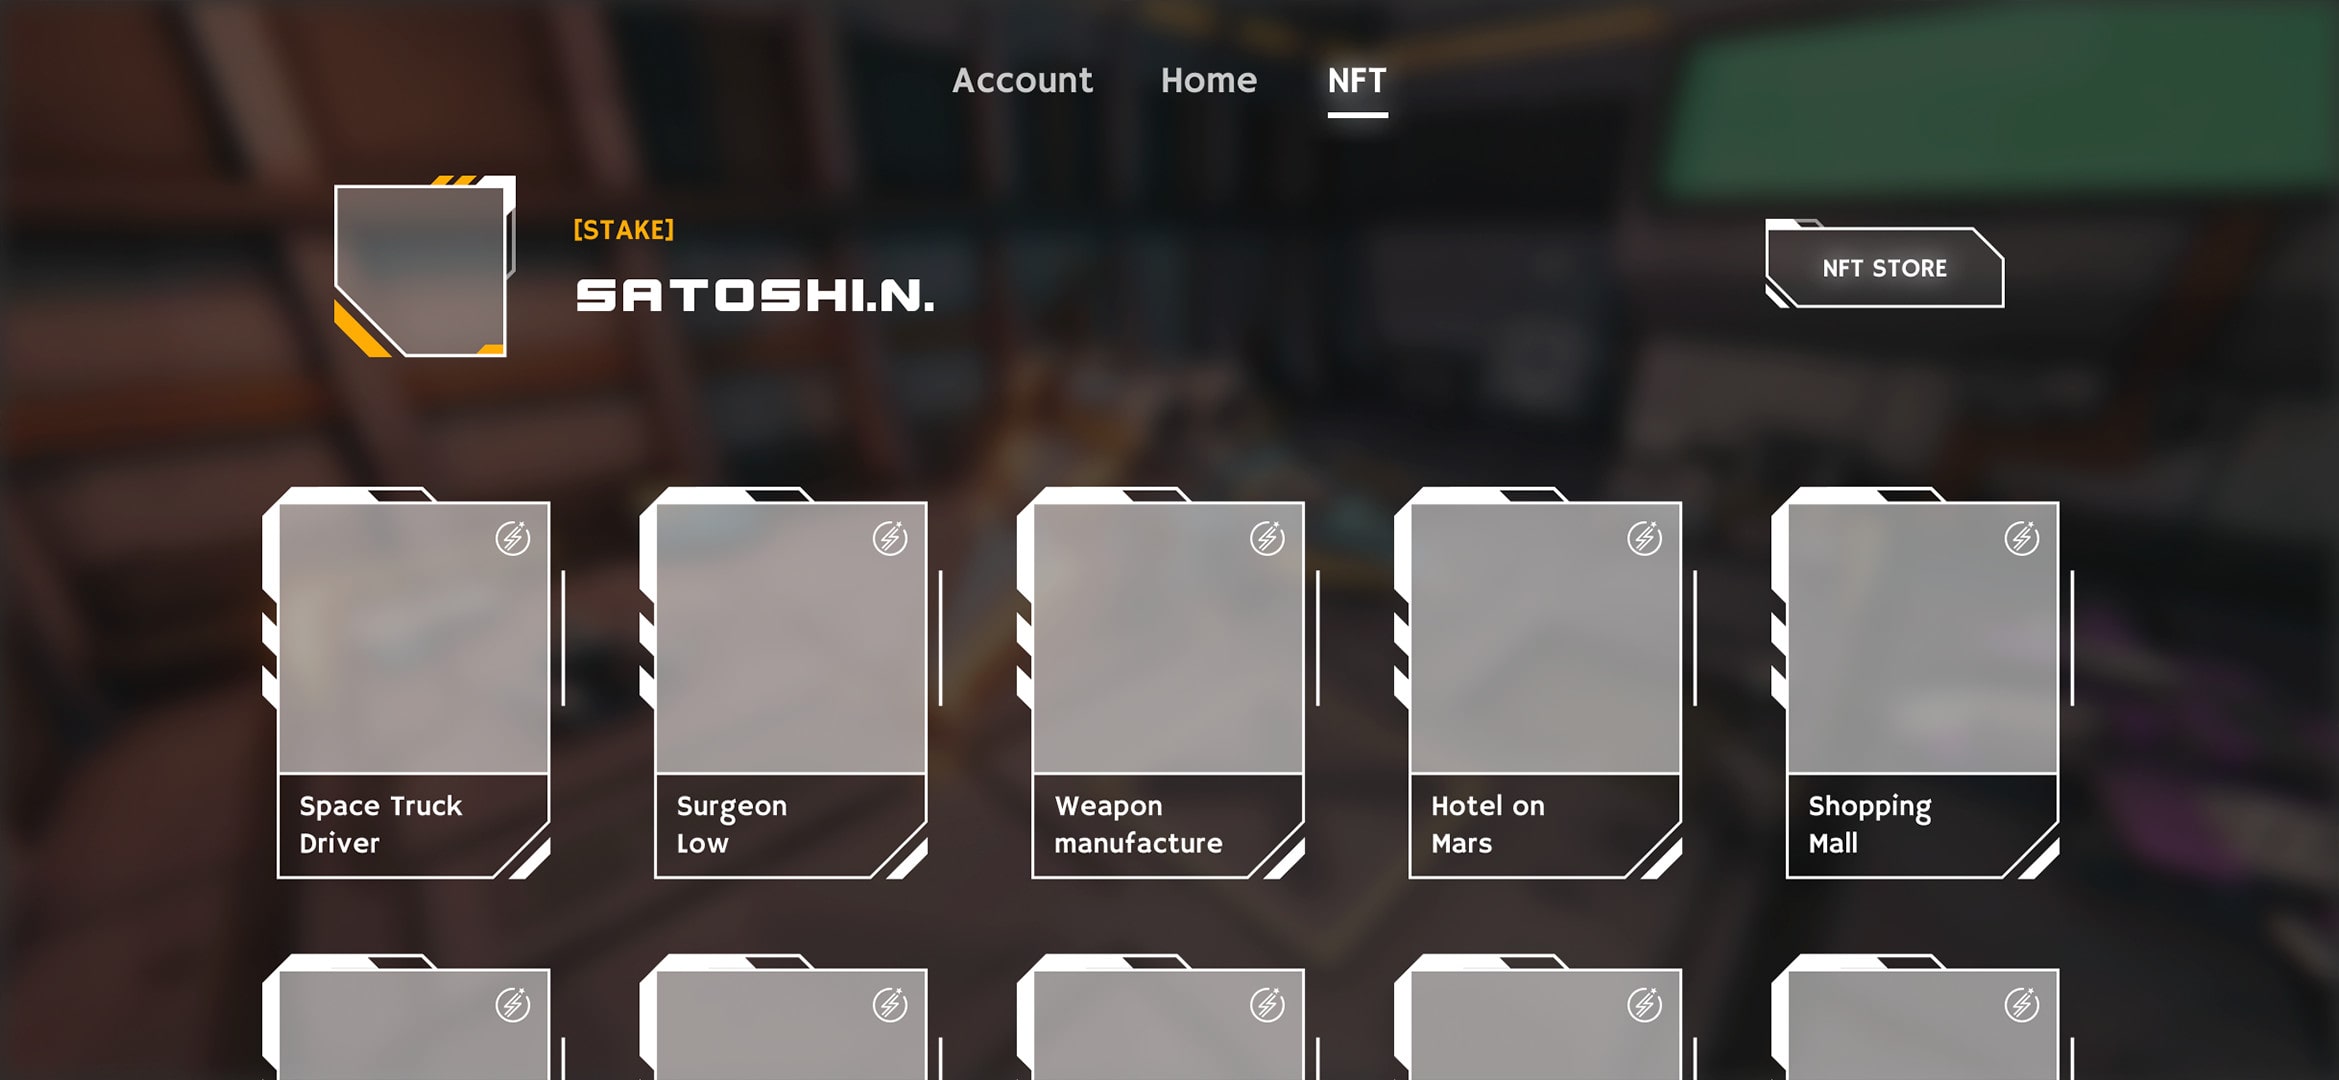 Account Home NFT
[STAKE]
SATOSHI.N.
NFT STORE
Space Truck
Driver
Surgeon
Low
Weapon
manufacture
Hotel on
Mars
Shopping
Mall